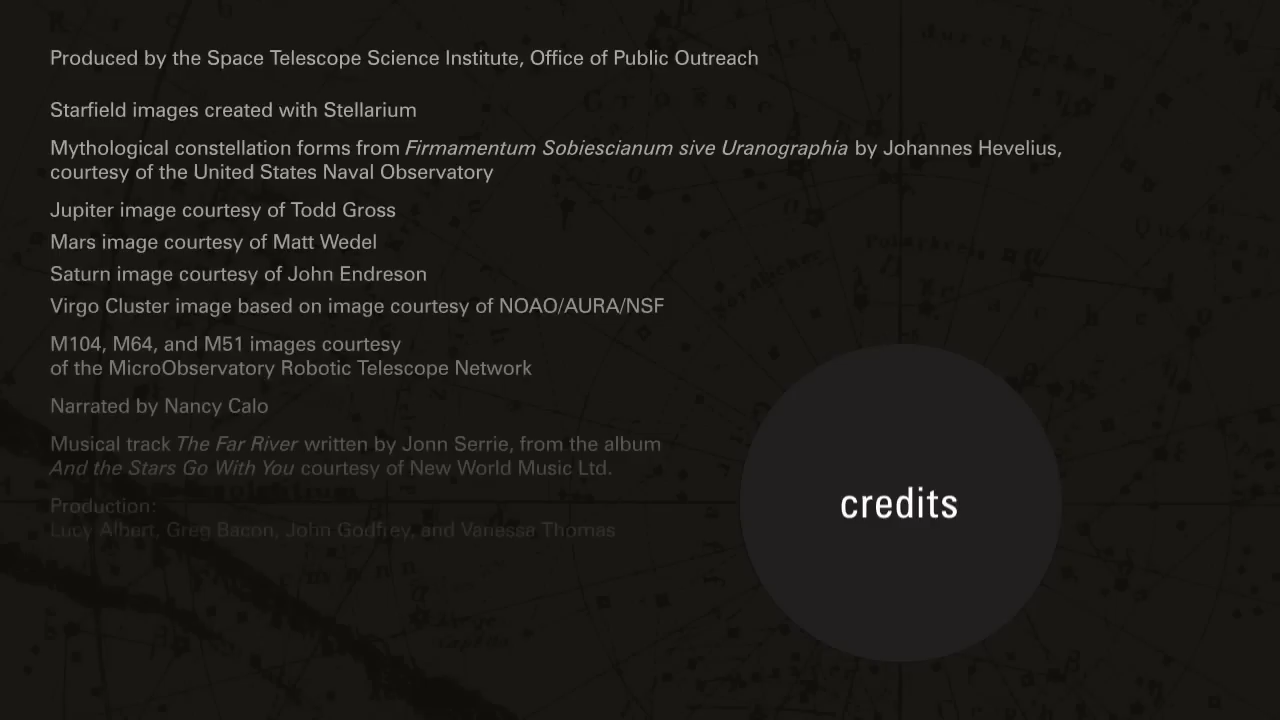 Produced by the Space Telescope Science Institute, Office of Public Outreach
Starfield images created with Stellarium
Mythological constellation forms from Firmamentum Sobiescianum sive Uranographia by Johannes Hevelius,
courtesy of the United States Naval Observatory
Jupiter image courtesy of Todd Gross
Mars image courtesy of Matt Wedel
Saturn image courtesy of John Endreson
Virgo Cluster image based on image courtesy of NOAO/AURA/NSF
M104, M64, and M51 images courtesy
of the MicroObservatory Robotic Telescope Network
Narrated by Nancy Calo
Musical track The Far River written by Jonn Serrie, from the album
And the Stars Go With You courtesy of New World Music Ltd.
Production:
Lucy Albert, Greg Bacon, John Godfrey, and Vanessa Thomas
credits